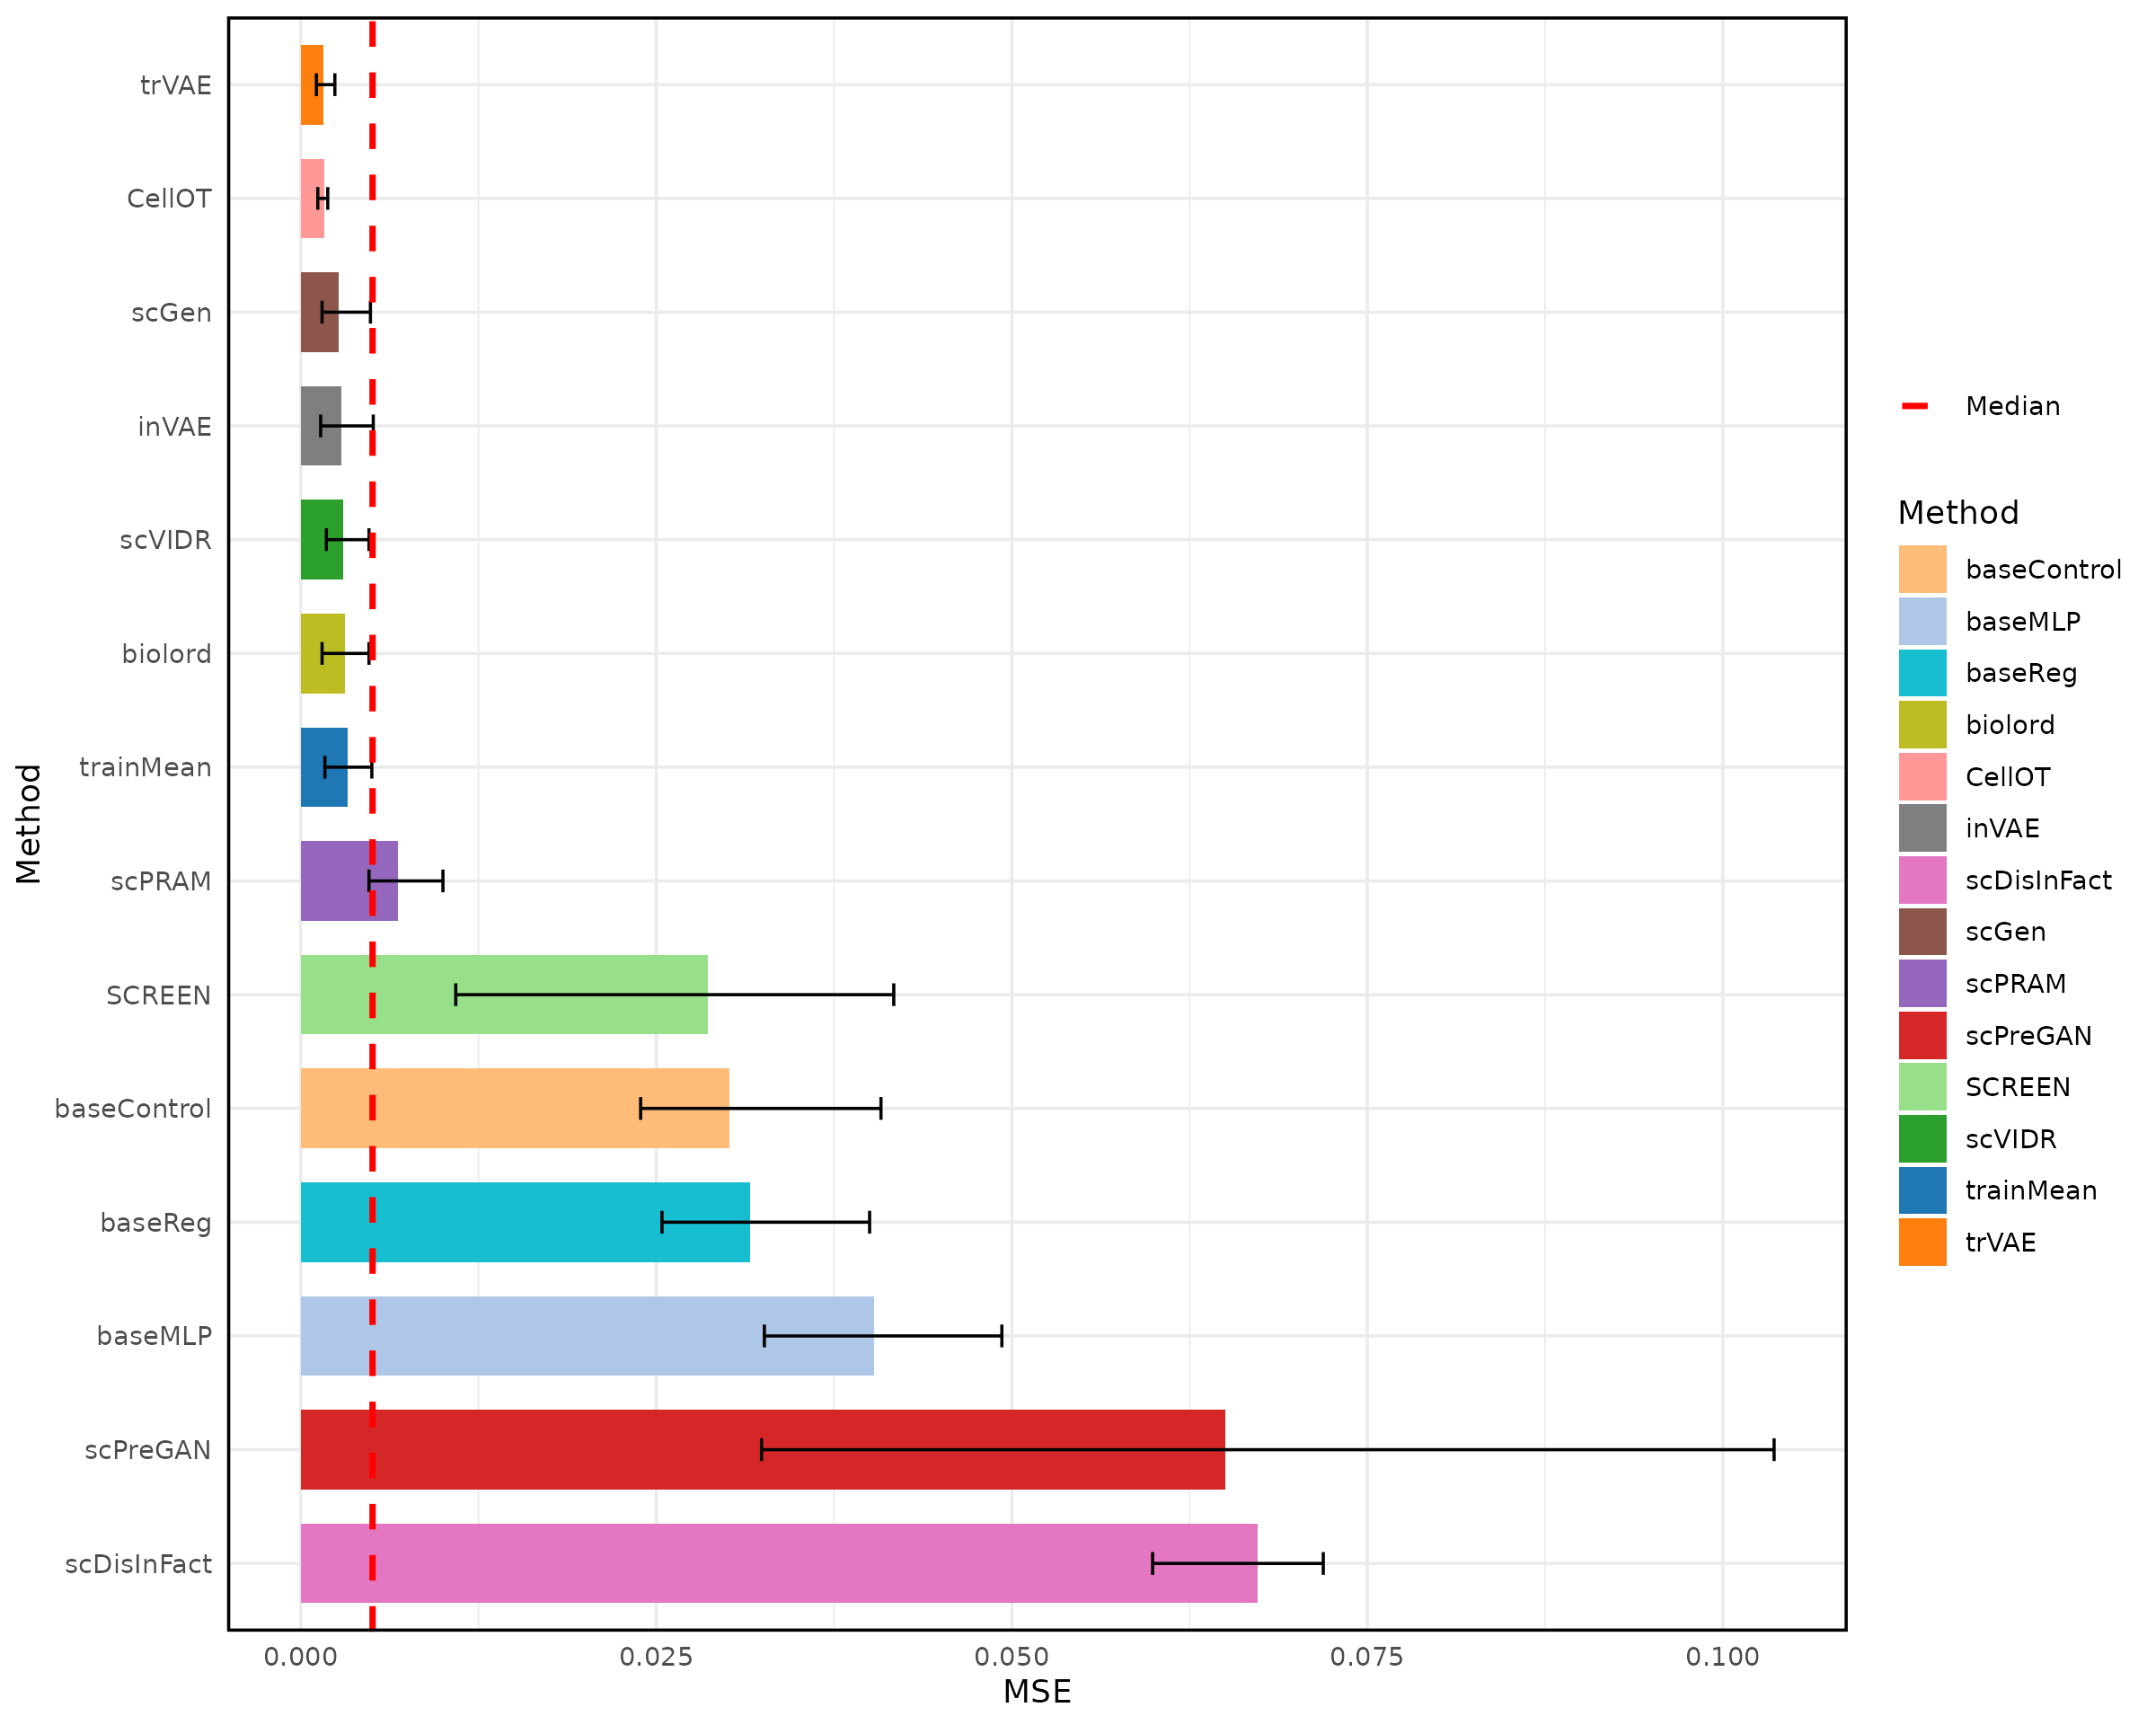 trVAE
CellOT
scGen
inVAE
scVIDR
biolord
trainMean
scPRAM
SCREEN
baseControl
baseReg
baseMLP
scPreGAN
scDisInFact
Method
0.000 0.025 0.050 0.075 0.100
MSE
Median
Method
baseControl
baseMLP
baseReg
biolord
CellOT
inVAE
scDisInFact
scGen
scPRAM
scPreGAN
SCREEN
scVIDR
trainMean
trVAE